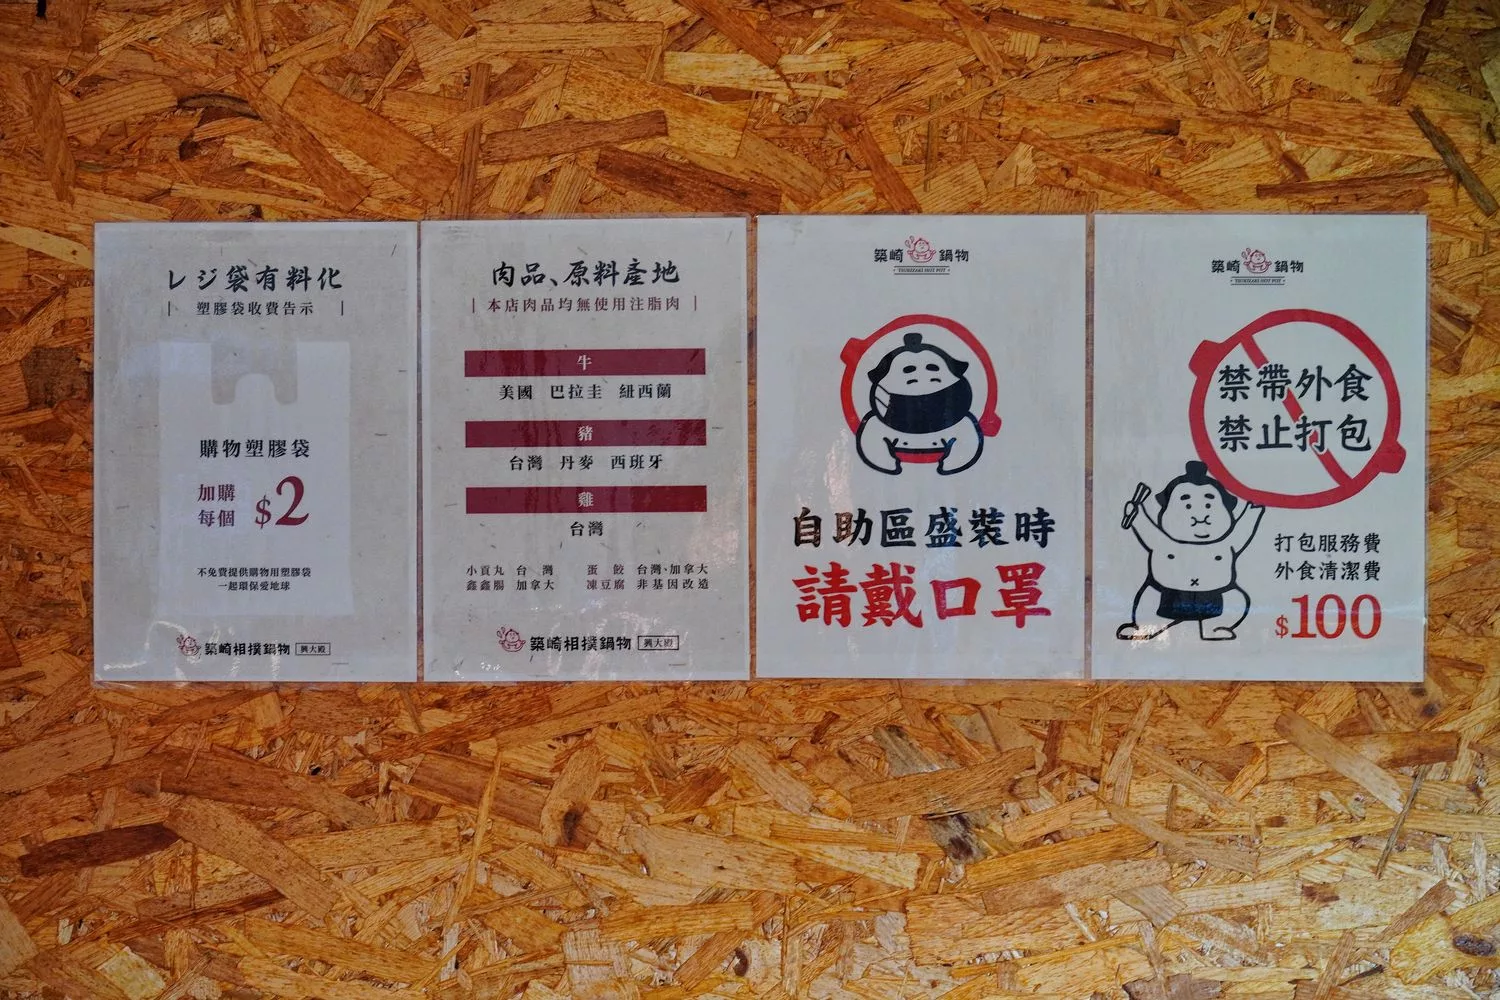 レジ袋有料化
塑膠袋收費告示
購物塑膠袋
加購
每個
$2
不免費提供購物用塑膠袋
一起環保愛地球
築崎相撲鍋物 興大殿
肉品、原料產地
本店肉品均無使用注脂肉
牛
美國 巴拉圭 紐西蘭
豬
台灣 丹麥 西班牙
雞
台灣
小貢丸 台灣 蛋餃 台灣、加拿大
鑫鑫腸 加拿大 凍豆腐 非基因改造
築崎相撲鍋物 興大殿
築崎 鍋物
TSUKIZAKI HOT POT
自助區盛裝時
請戴口罩
築崎 鍋物
TSUKIZAKI HOT POT
禁帶外食
禁止打包
打包服務費
外食清潔費
$100